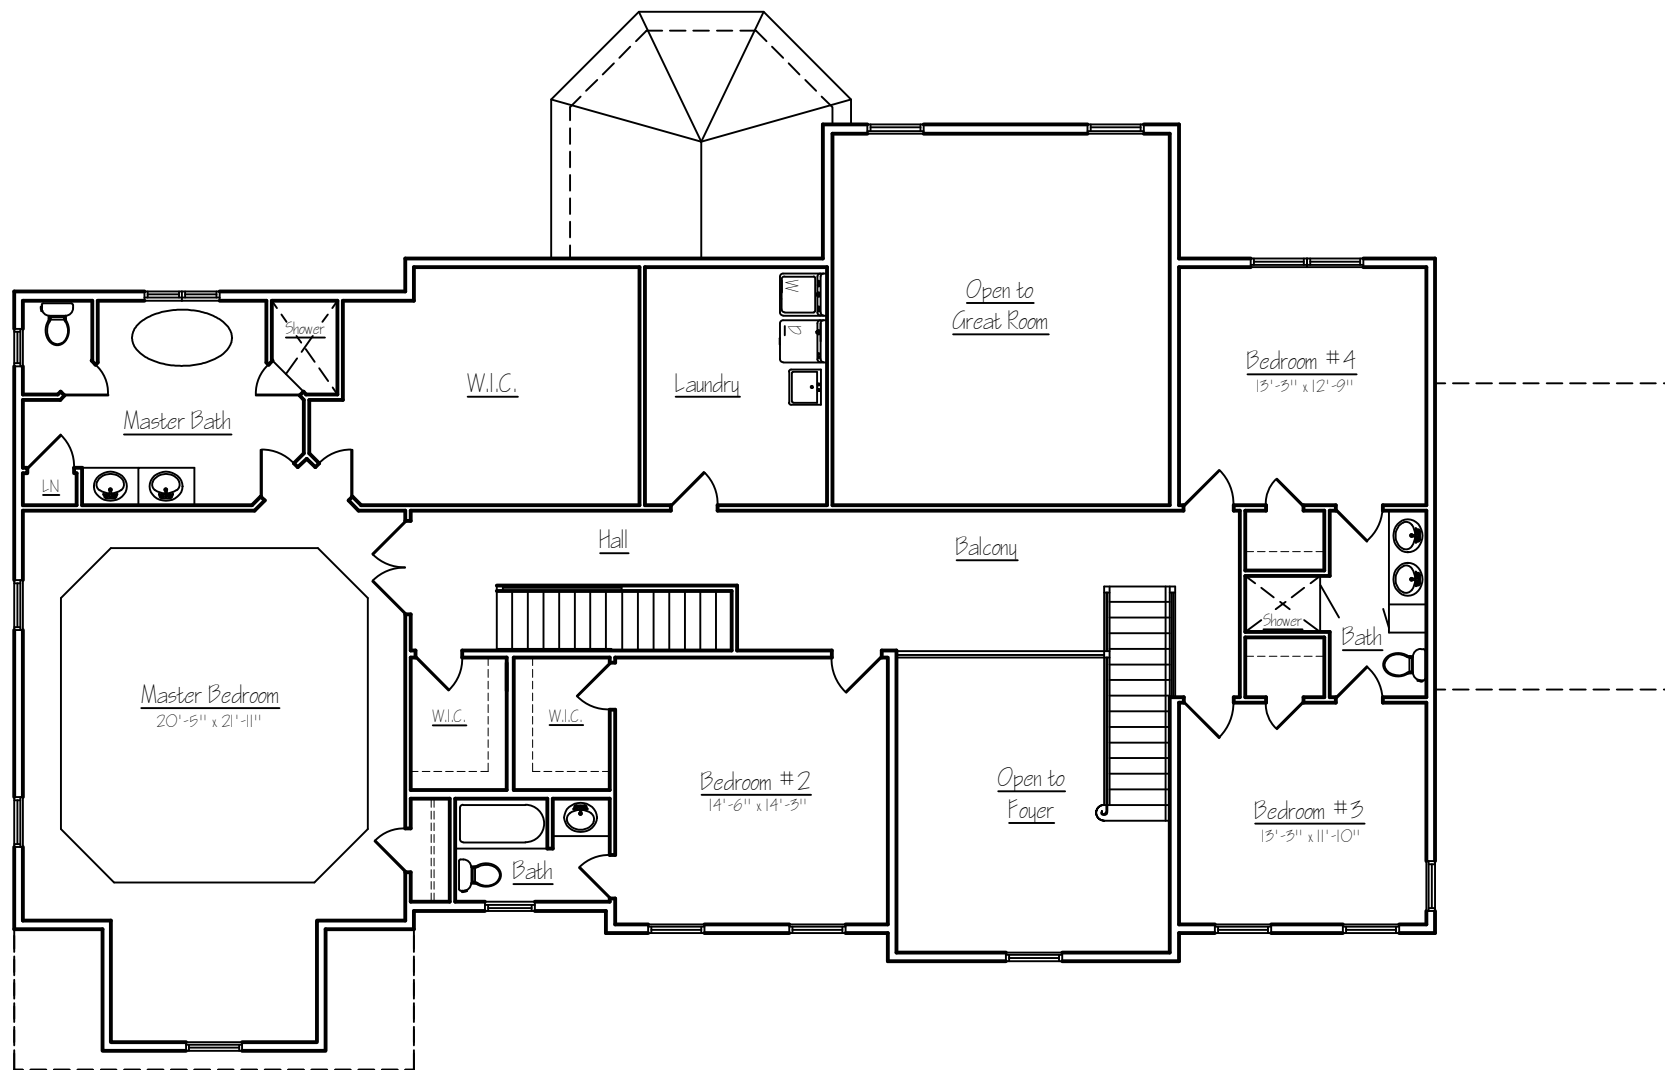 Open to
Great Room
Shower
W
D
Bedroom #4
13'-3" x 12'-9"
W.I.C.
Laundry
Master Bath
LN
Hall
Balcony
Shower
Bath
Master Bedroom
20'-5" x 21'-11"
W.I.C.
W.I.C.
Bedroom #2
14'-6" x 14'-3"
Open to
Foyer
Bedroom #3
13'-3" x 11'-10"
Bath